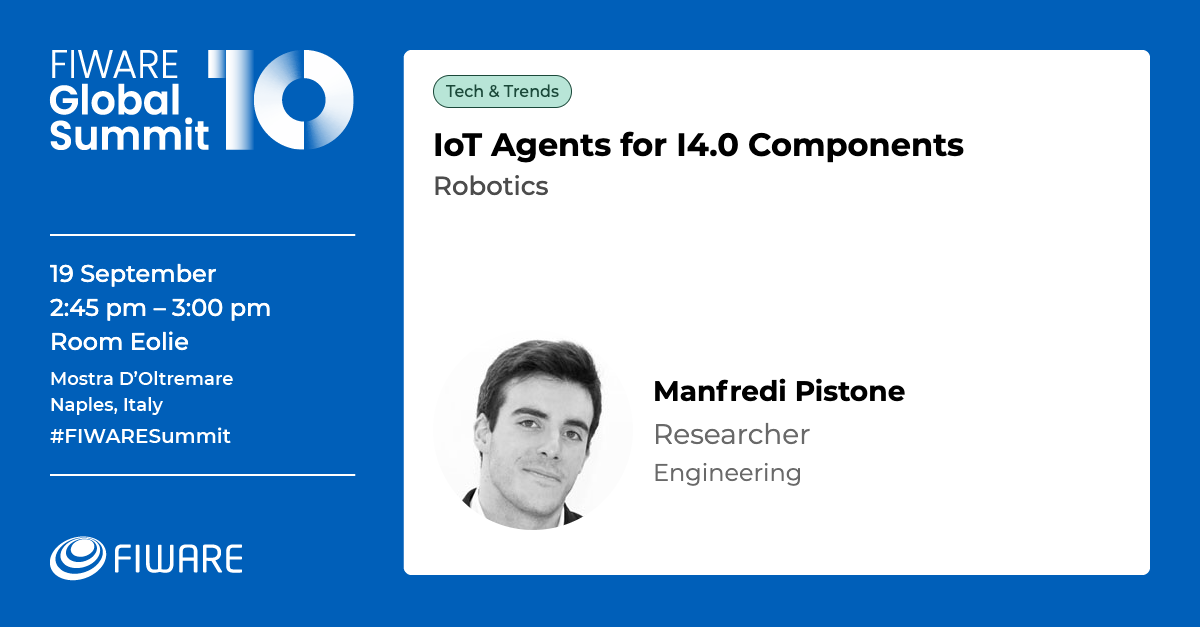 FIWARE
Global
Summit
10
19 September
2:45 pm – 3:00 pm
Room Eolie
Mostra D’Oltremare
Naples, Italy
#FIWARESummit
FIWARE
Tech & Trends
IoT Agents for I4.0 Components
Robotics
Manfredi Pistone
Researcher
Engineering